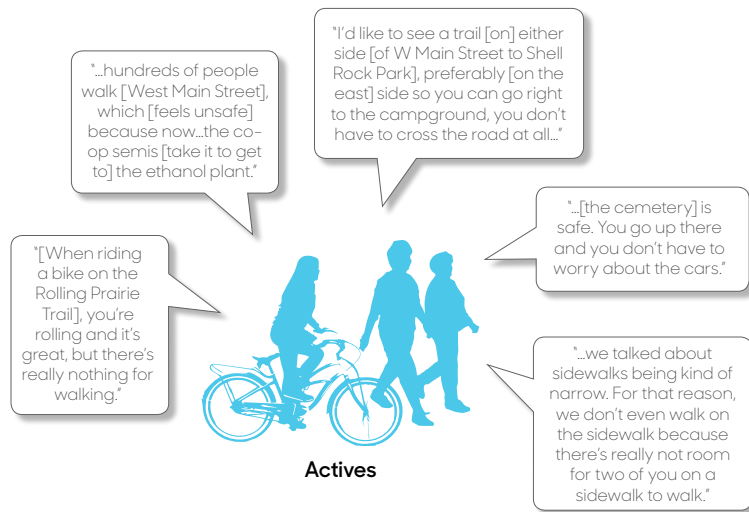 “I’d like to see a trail [on] either
side [of W Main Street to Shell
Rock Park], preferably [on the
east] side so you can go right
to the campground, you don’t
have to cross the road at all...”
“...hundreds of people
walk [West Main Street],
which [feels unsafe]
because now...the co-
op semis [take it to get
to] the ethanol plant.”
“...[the cemetery] is
safe. You go up there
and you don’t have to
worry about the cars.”
“[When riding
a bike on the
Rolling Prairie
Trail], you’re
rolling and it’s
great, but there’s
really nothing for
walking.”
“...we talked about
sidewalks being kind of
narrow. For that reason,
we don’t even walk on
the sidewalk because
there’s really not room
for two of you on a
sidewalk to walk.”
Actives